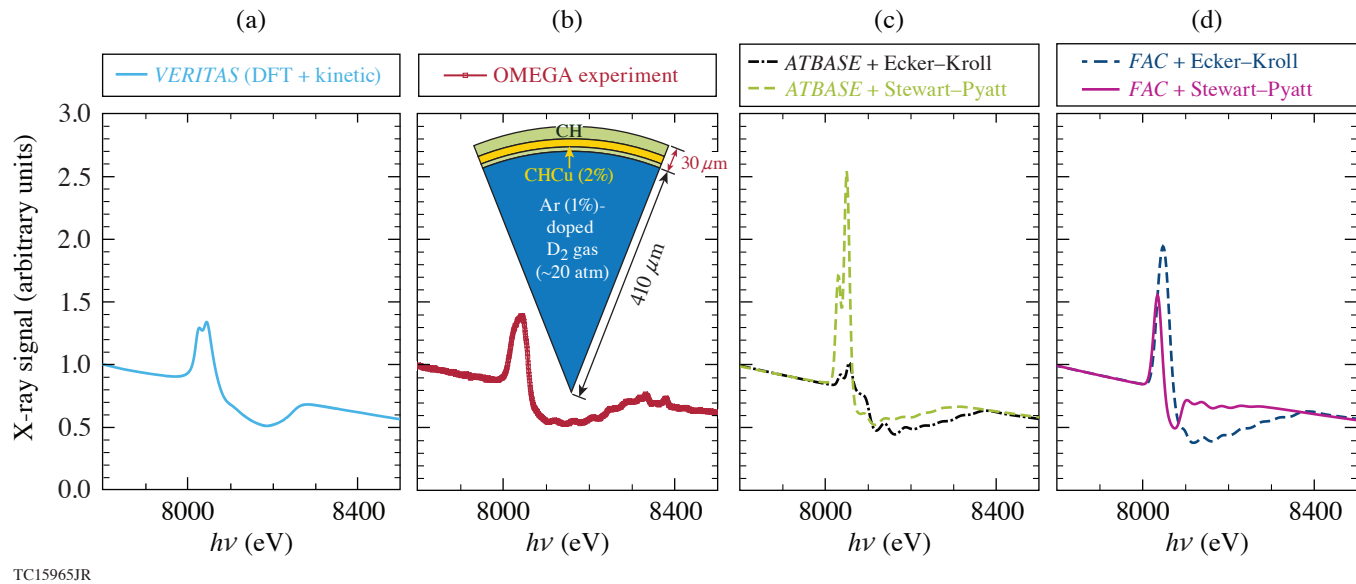 (a)
(b)
(c)
(d)
VERITAS (DFT + kinetic)
OMEGA experiment
ATBASE + Ecker–Kroll
ATBASE + Stewart–Pyatt
FAC + Ecker–Kroll
FAC + Stewart–Pyatt
X-ray signal (arbitrary units)
3.0
2.5
2.0
1.5
1.0
0.5
0.0
CH
CHCu (2%)
30 μm
Ar (1%)-
doped
D₂ gas
(~20 atm)
410 μm
8000 8400
8000 8400
8000 8400
8000 8400
hν (eV)
hν (eV)
hν (eV)
hν (eV)
TC15965JR